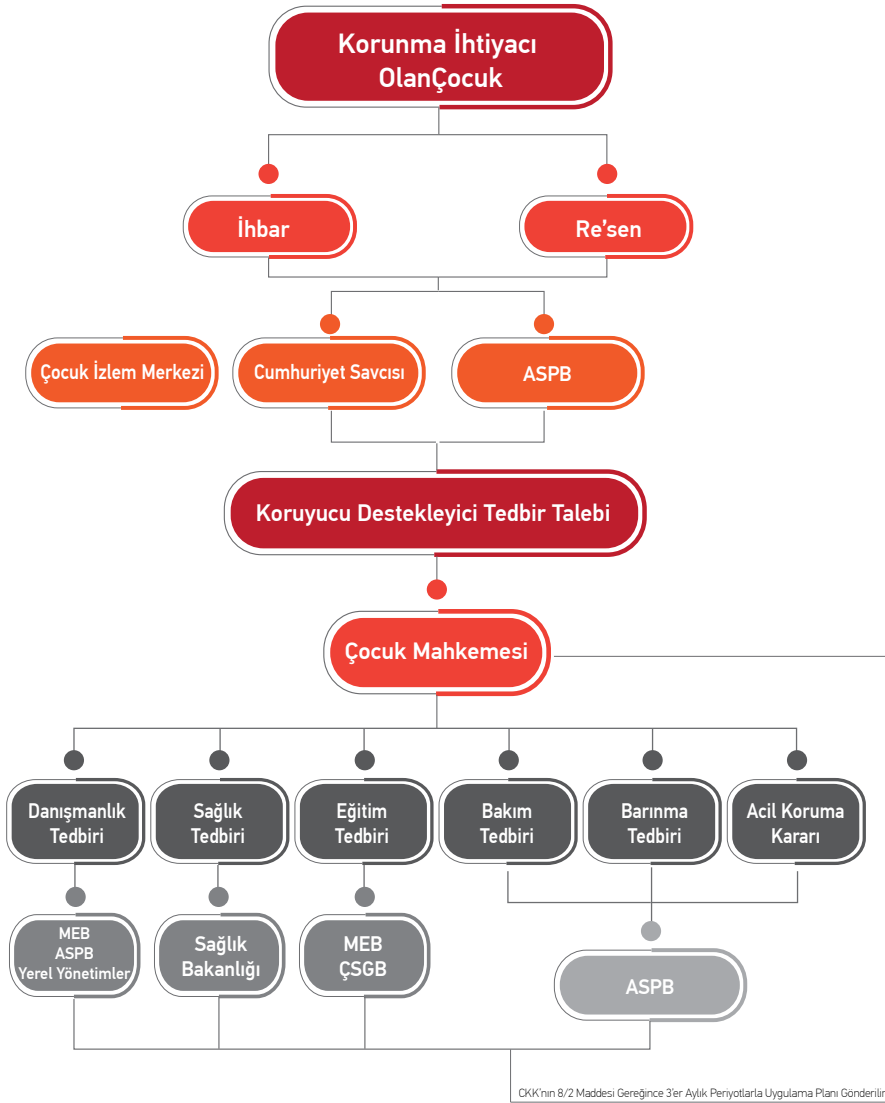 Korunma İhtiyacı
OlanÇocuk
İhbar
Re'sen
Çocuk İzlem Merkezi
Cumhuriyet Savcısı
ASPB
Koruyucu Destekleyici Tedbir Talebi
Çocuk Mahkemesi
Danışmanlık
Tedbiri
Sağlık
Tedbiri
Eğitim
Tedbiri
Bakım
Tedbiri
Barınma
Tedbiri
Acil Koruma
Kararı
MEB
ASPB
Yerel Yönetimler
Sağlık
Bakanlığı
MEB
ÇSGB
ASPB
CKK'nın 8/2 Maddesi Gereğince 3'er Aylık Periyotlarla Uygulama Planı Gönderilir